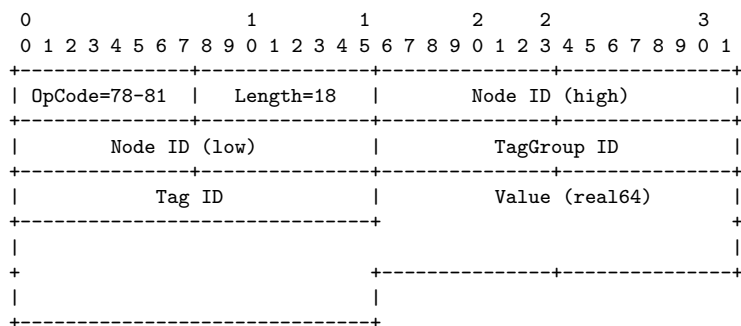 0                   1         1         2     2             3
 0 1 2 3 4 5 6 7 8 9 0 1 2 3 4 5 6 7 8 9 0 1 2 3 4 5 6 7 8 9 0 1
+---------------+---------------+---------------+---------------+
| OpCode=78-81  |   Length=18   |        Node ID (high)         |
+---------------+---------------+---------------+---------------+
|        Node ID (low)          |          TagGroup ID          |
+---------------+---------------+---------------+---------------+
|            Tag ID             |          Value (real64)       |
+-------------------------------+                               +
|                                                               |
+                               +---------------+---------------+
|                               |
+-------------------------------+